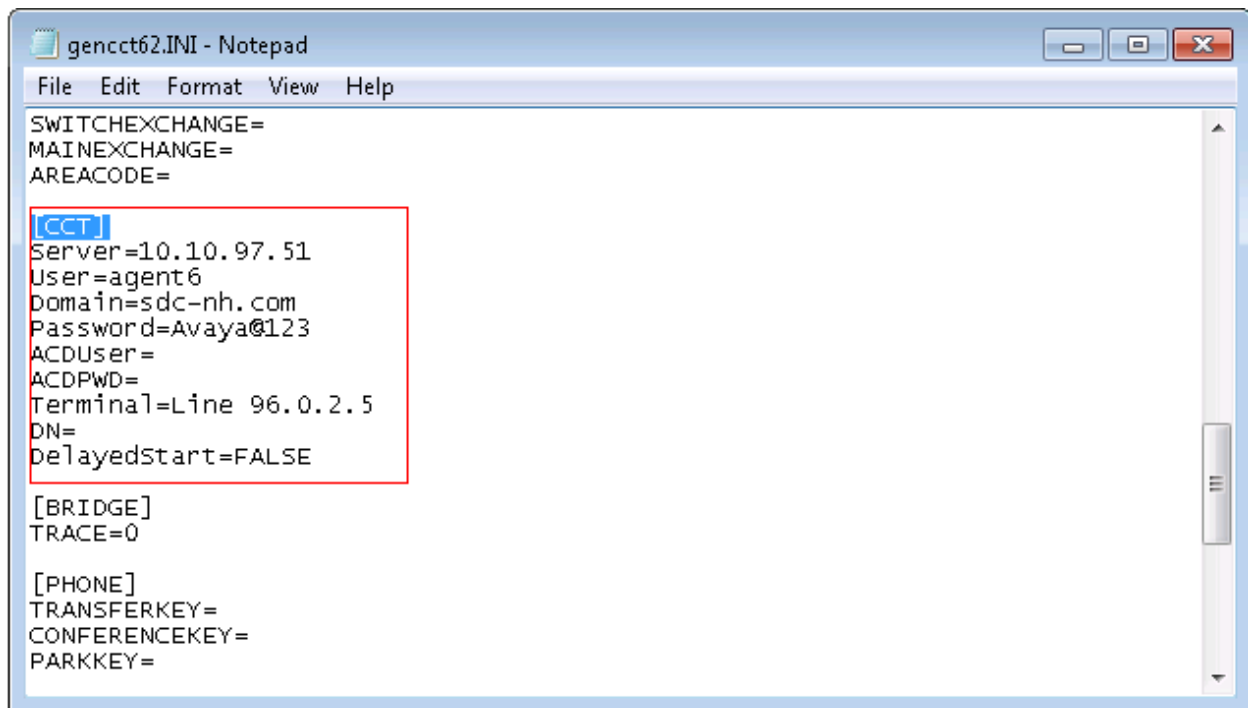 gencct62.INI - Notepad
File Edit Format View Help
SWITCHEXCHANGE=
MAINEXCHANGE=
AREACODE=
[CCT]
Server=10.10.97.51
User=agent6
Domain=sdc-nh.com
Password=Avaya@123
ACDUser=
ACDPWD=
Terminal=Line 96.0.2.5
DN=
DelayedStart=FALSE
[BRIDGE]
TRACE=0
[PHONE]
TRANSFERKEY=
CONFERENCEKEY=
PARKKEY=